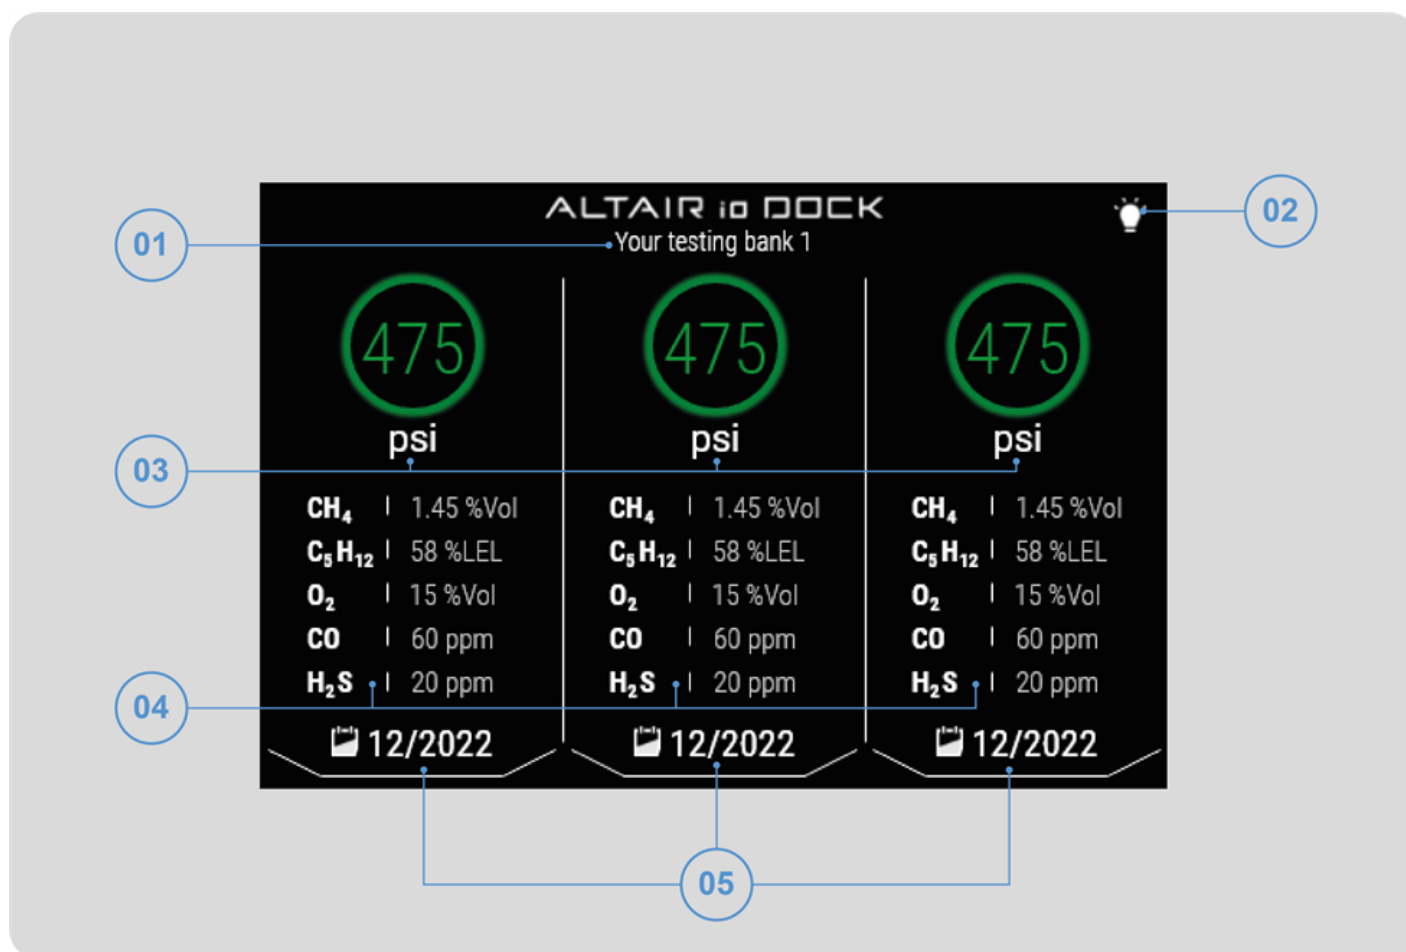 ALTAIR io DOCK
02
01
Your testing bank 1
475 475 475
psi psi psi
03
CH₄ 1.45 %Vol CH₄ 1.45 %Vol CH₄ 1.45 %Vol
C₅H₁₂ 58 %LEL C₅H₁₂ 58 %LEL C₅H₁₂ 58 %LEL
O₂ 15 %Vol O₂ 15 %Vol O₂ 15 %Vol
CO 60 ppm CO 60 ppm CO 60 ppm
H₂S 20 ppm H₂S 20 ppm H₂S 20 ppm
04
12/2022 12/2022 12/2022
05